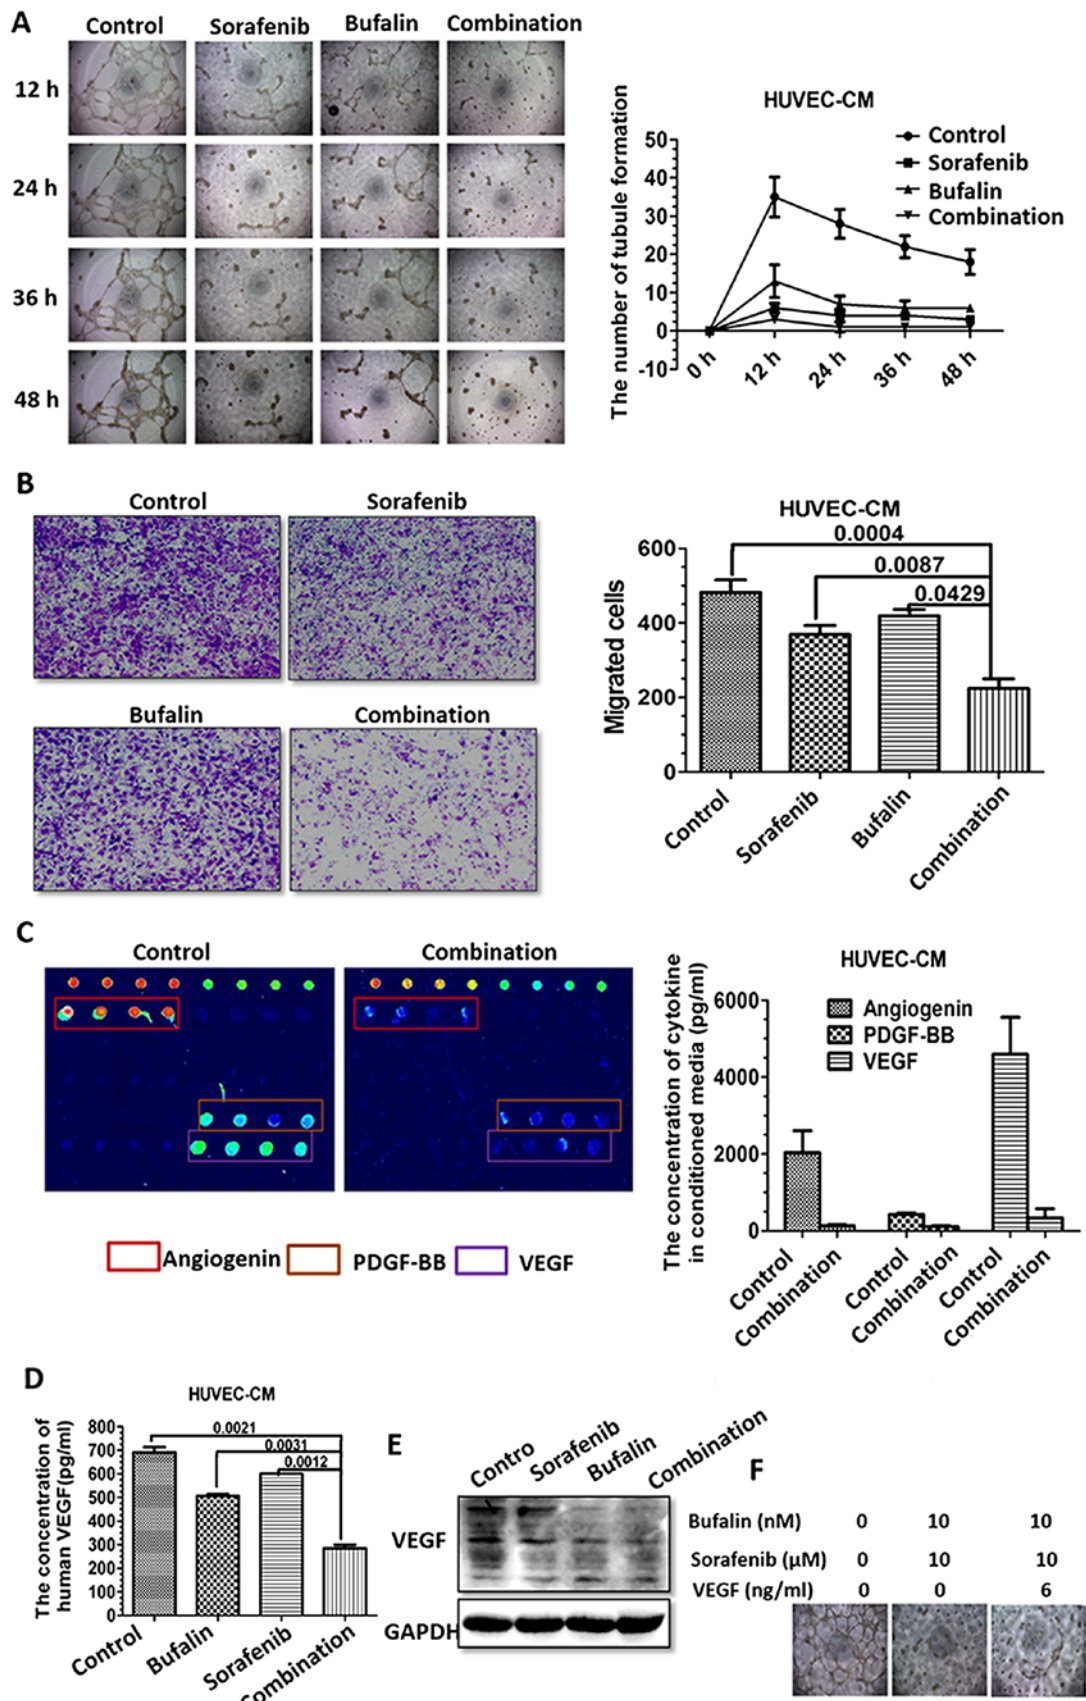 A
Control Sorafenib Bufalin Combination
12 h
24 h
36 h
48 h
HUVEC-CM
The number of tubule formation
50
40
30
20
10
0
-10
0 h 12 h 24 h 36 h 48 h
Control
Sorafenib
Bufalin
Combination
B
Control Sorafenib
Bufalin Combination
HUVEC-CM
0.0004
0.0087
0.0429
Migrated cells
600
400
200
0
Control Sorafenib Bufalin Combination
C
Control Combination
Angiogenin PDGF-BB VEGF
HUVEC-CM
The concentration of cytokine
in conditioned media (pg/ml)
6000
4000
2000
0
Angiogenin
PDGF-BB
VEGF
Control Combination Control Combination Control Combination
D
HUVEC-CM
0.0021
0.0031
0.0012
The concentration of
human VEGF(pg/ml)
800
700
600
500
400
300
200
100
0
Control Bufalin Sorafenib Combination
E
Contro Sorafenib Bufalin Combination
VEGF
GAPDH
F
Bufalin (nM) 0 10 10
Sorafenib (μM) 0 10 10
VEGF (ng/ml) 0 0 6